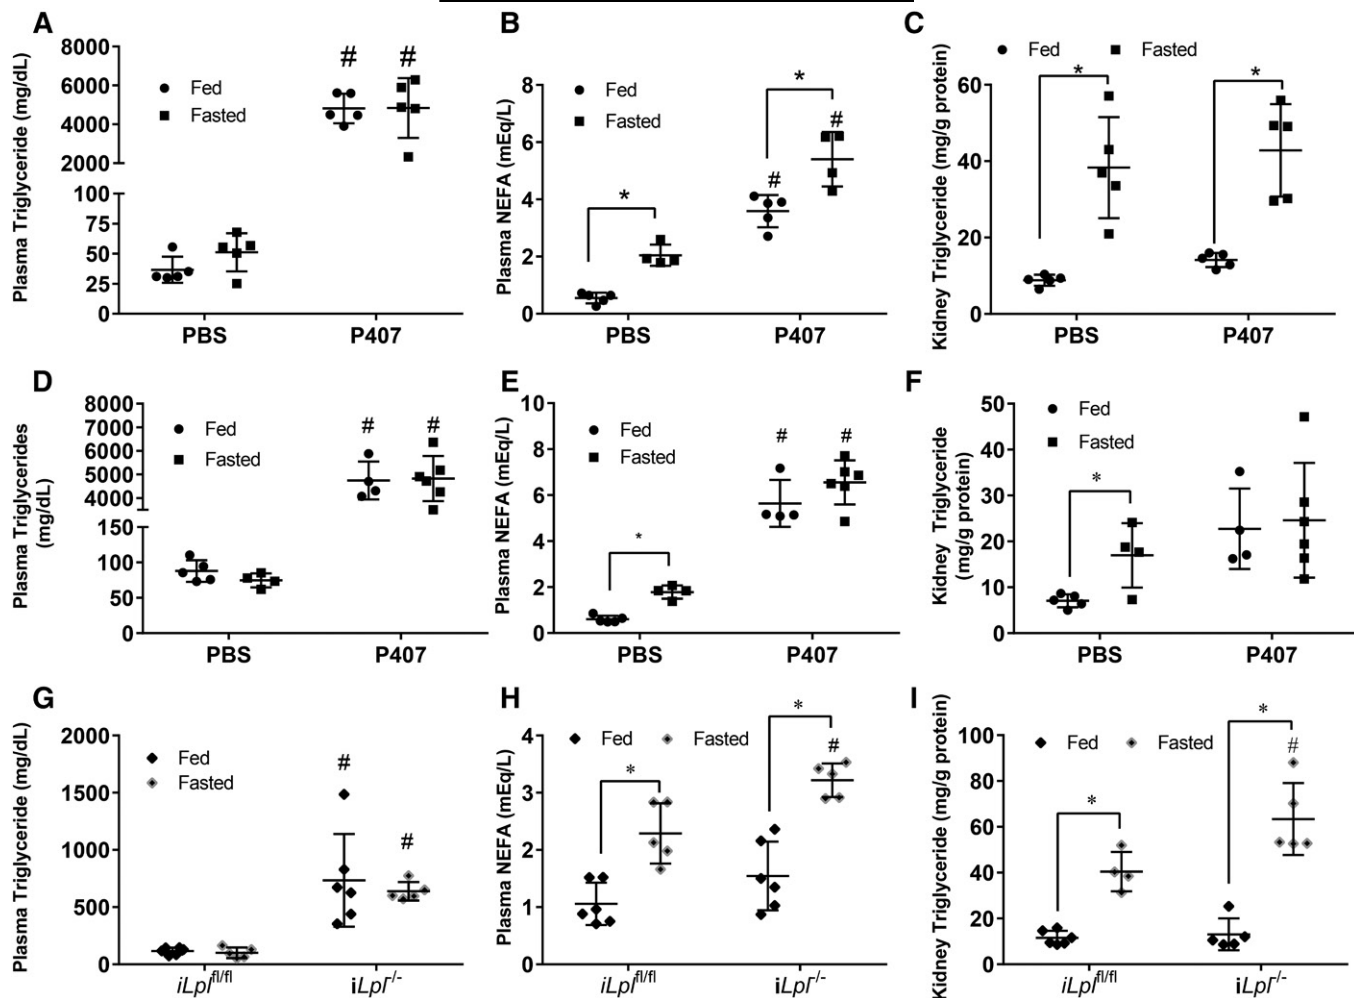 A
Plasma Triglyceride (mg/dL)
8000
6000
4000
2000
100
75
50
25
0
Fed
Fasted
#
#
PBS
P407
B
Plasma NEFA (mEq/L)
8
6
4
2
0
Fed
Fasted
*
*
#
#
PBS
P407
C
Kidney Triglyceride (mg/g protein)
60
40
20
0
Fed
Fasted
*
*
PBS
P407
D
Plasma Triglycerides
(mg/dL)
8000
7000
6000
5000
4000
150
100
50
0
Fed
Fasted
#
#
PBS
P407
E
Plasma NEFA (mEq/L)
10
8
6
4
2
0
Fed
Fasted
*
#
#
PBS
P407
F
Kidney Triglyceride
(mg/g protein)
50
40
30
20
10
0
Fed
Fasted
*
PBS
P407
G
Plasma Triglyceride (mg/dL)
2000
1500
1000
500
0
Fed
Fasted
#
#
iLpl fl/fl
iLpl -/-
H
Plasma NEFA (mEq/L)
4
3
2
1
0
Fed
Fasted
*
*
#
iLpl fl/fl
iLpl -/-
I
Kidney Triglyceride (mg/g protein)
100
80
60
40
20
0
Fed
Fasted
*
*
#
iLpl fl/fl
iLpl -/-